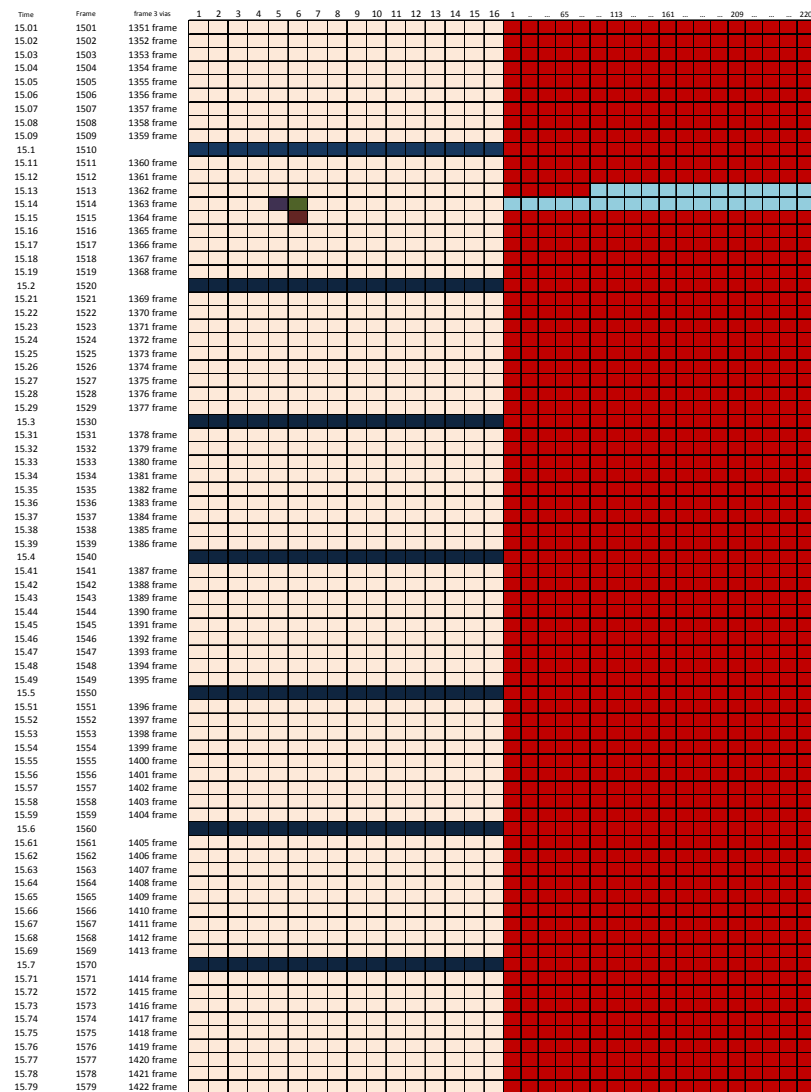 Time Frame frame 3 vias 1 2 3 4 5 6 7 8 9 10 11 12 13 14 15 16 1 ... ... 65 ... ... 113 ... ... 161 ... ... ... 209 ... ... ... 220
15.01 1501 1351 frame
15.02 1502 1352 frame
15.03 1503 1353 frame
15.04 1504 1354 frame
15.05 1505 1355 frame
15.06 1506 1356 frame
15.07 1507 1357 frame
15.08 1508 1358 frame
15.09 1509 1359 frame
15.1 1510
15.11 1511 1360 frame
15.12 1512 1361 frame
15.13 1513 1362 frame
15.14 1514 1363 frame
15.15 1515 1364 frame
15.16 1516 1365 frame
15.17 1517 1366 frame
15.18 1518 1367 frame
15.19 1519 1368 frame
15.2 1520
15.21 1521 1369 frame
15.22 1522 1370 frame
15.23 1523 1371 frame
15.24 1524 1372 frame
15.25 1525 1373 frame
15.26 1526 1374 frame
15.27 1527 1375 frame
15.28 1528 1376 frame
15.29 1529 1377 frame
15.3 1530
15.31 1531 1378 frame
15.32 1532 1379 frame
15.33 1533 1380 frame
15.34 1534 1381 frame
15.35 1535 1382 frame
15.36 1536 1383 frame
15.37 1537 1384 frame
15.38 1538 1385 frame
15.39 1539 1386 frame
15.4 1540
15.41 1541 1387 frame
15.42 1542 1388 frame
15.43 1543 1389 frame
15.44 1544 1390 frame
15.45 1545 1391 frame
15.46 1546 1392 frame
15.47 1547 1393 frame
15.48 1548 1394 frame
15.49 1549 1395 frame
15.5 1550
15.51 1551 1396 frame
15.52 1552 1397 frame
15.53 1553 1398 frame
15.54 1554 1399 frame
15.55 1555 1400 frame
15.56 1556 1401 frame
15.57 1557 1402 frame
15.58 1558 1403 frame
15.59 1559 1404 frame
15.6 1560
15.61 1561 1405 frame
15.62 1562 1406 frame
15.63 1563 1407 frame
15.64 1564 1408 frame
15.65 1565 1409 frame
15.66 1566 1410 frame
15.67 1567 1411 frame
15.68 1568 1412 frame
15.69 1569 1413 frame
15.7 1570
15.71 1571 1414 frame
15.72 1572 1415 frame
15.73 1573 1416 frame
15.74 1574 1417 frame
15.75 1575 1418 frame
15.76 1576 1419 frame
15.77 1577 1420 frame
15.78 1578 1421 frame
15.79 1579 1422 frame